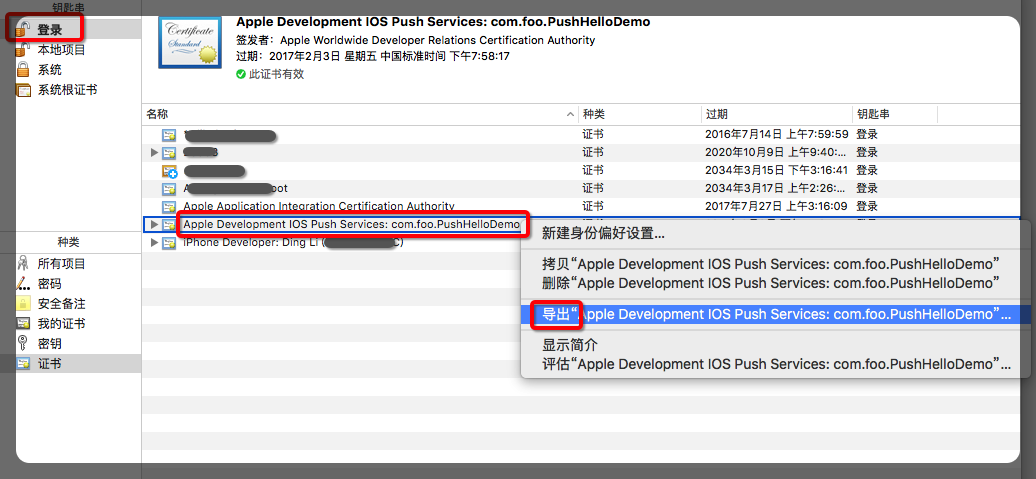 钥匙串
登录
本地项目
系统
系统根证书
种类
所有项目
密码
安全备注
我的证书
密钥
证书
Certificate
Standard
Apple Development IOS Push Services: com.foo.PushHelloDemo
签发者：Apple Worldwide Developer Relations Certification Authority
过期：2017年2月3日 星期五 中国标准时间 下午7:58:17
此证书有效
名称 种类 过期 钥匙串
证书 2016年7月14日 上午7:59:59 登录
证书 2020年10月9日 上午9:40:... 登录
证书 2034年3月15日 下午3:16:41 登录
证书 2034年3月17日 上午2:26:... 登录
Apple Application Integration Certification Authority 证书 2017年7月27日 上午3:16:09 登录
Apple Development IOS Push Services: com.foo.PushHelloDemo
iPhone Developer: Ding Li (
新建身份偏好设置...
拷贝“Apple Development IOS Push Services: com.foo.PushHelloDemo”
删除“Apple Development IOS Push Services: com.foo.PushHelloDemo”
导出“Apple Development IOS Push Services: com.foo.PushHelloDemo”...
显示简介
评估“Apple Development IOS Push Services: com.foo.PushHelloDemo”...